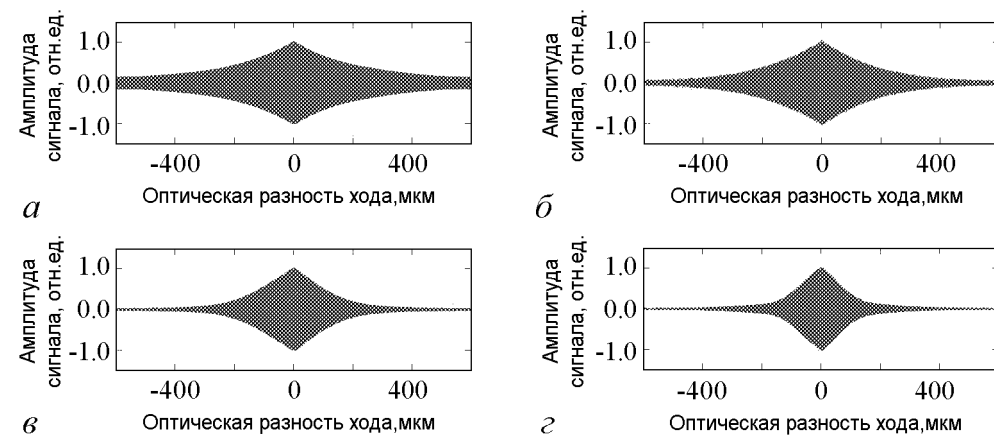 Амплитуда
сигнала, отн.ед.
1.0
0.0
-1.0
-400 0 400
Оптическая разность хода,мкм
а
Амплитуда
сигнала, отн.ед.
1.0
0.0
-1.0
-400 0 400
Оптическая разность хода,мкм
б
Амплитуда
сигнала, отн.ед.
1.0
0.0
-1.0
-400 0 400
Оптическая разность хода,мкм
в
Амплитуда
сигнала, отн.ед.
1.0
0.0
-1.0
-400 0 400
Оптическая разность хода,мкм
г